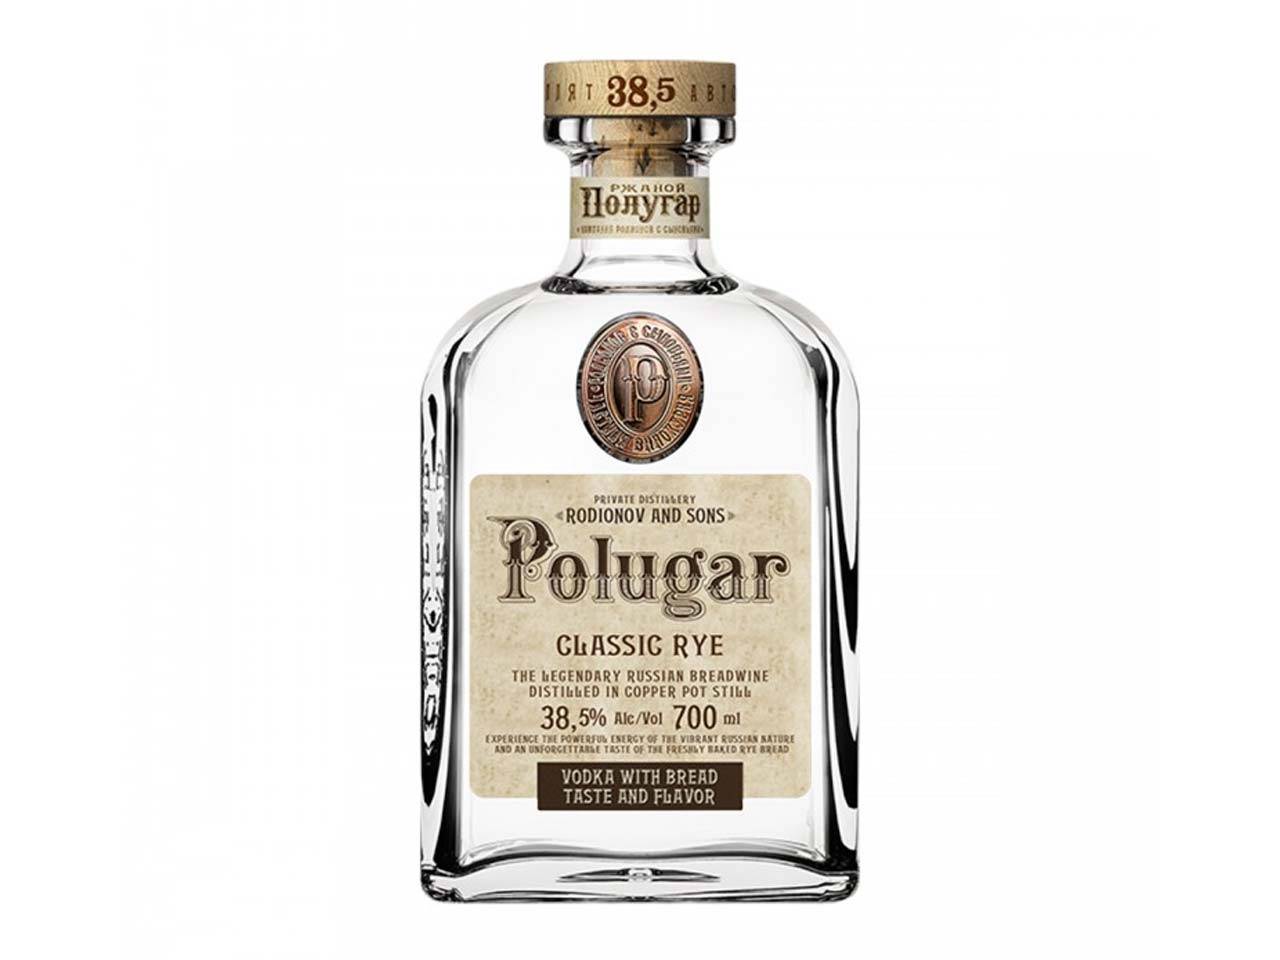 38,5
РЖАНОЙ
Полугар
P
PRIVATE DISTILLERY
RODIONOV AND SONS
Polugar
CLASSIC RYE
THE LEGENDARY RUSSIAN BREADWINE
DISTILLED IN COPPER POT STILL
38,5% Alc/Vol 700 ml
EXPERIENCE THE POWERFUL ENERGY OF THE VIBRANT RUSSIAN NATURE
AND AN UNFORGETTABLE TASTE OF THE FRESHLY BAKED RYE BREAD
VODKA WITH BREAD
TASTE AND FLAVOR